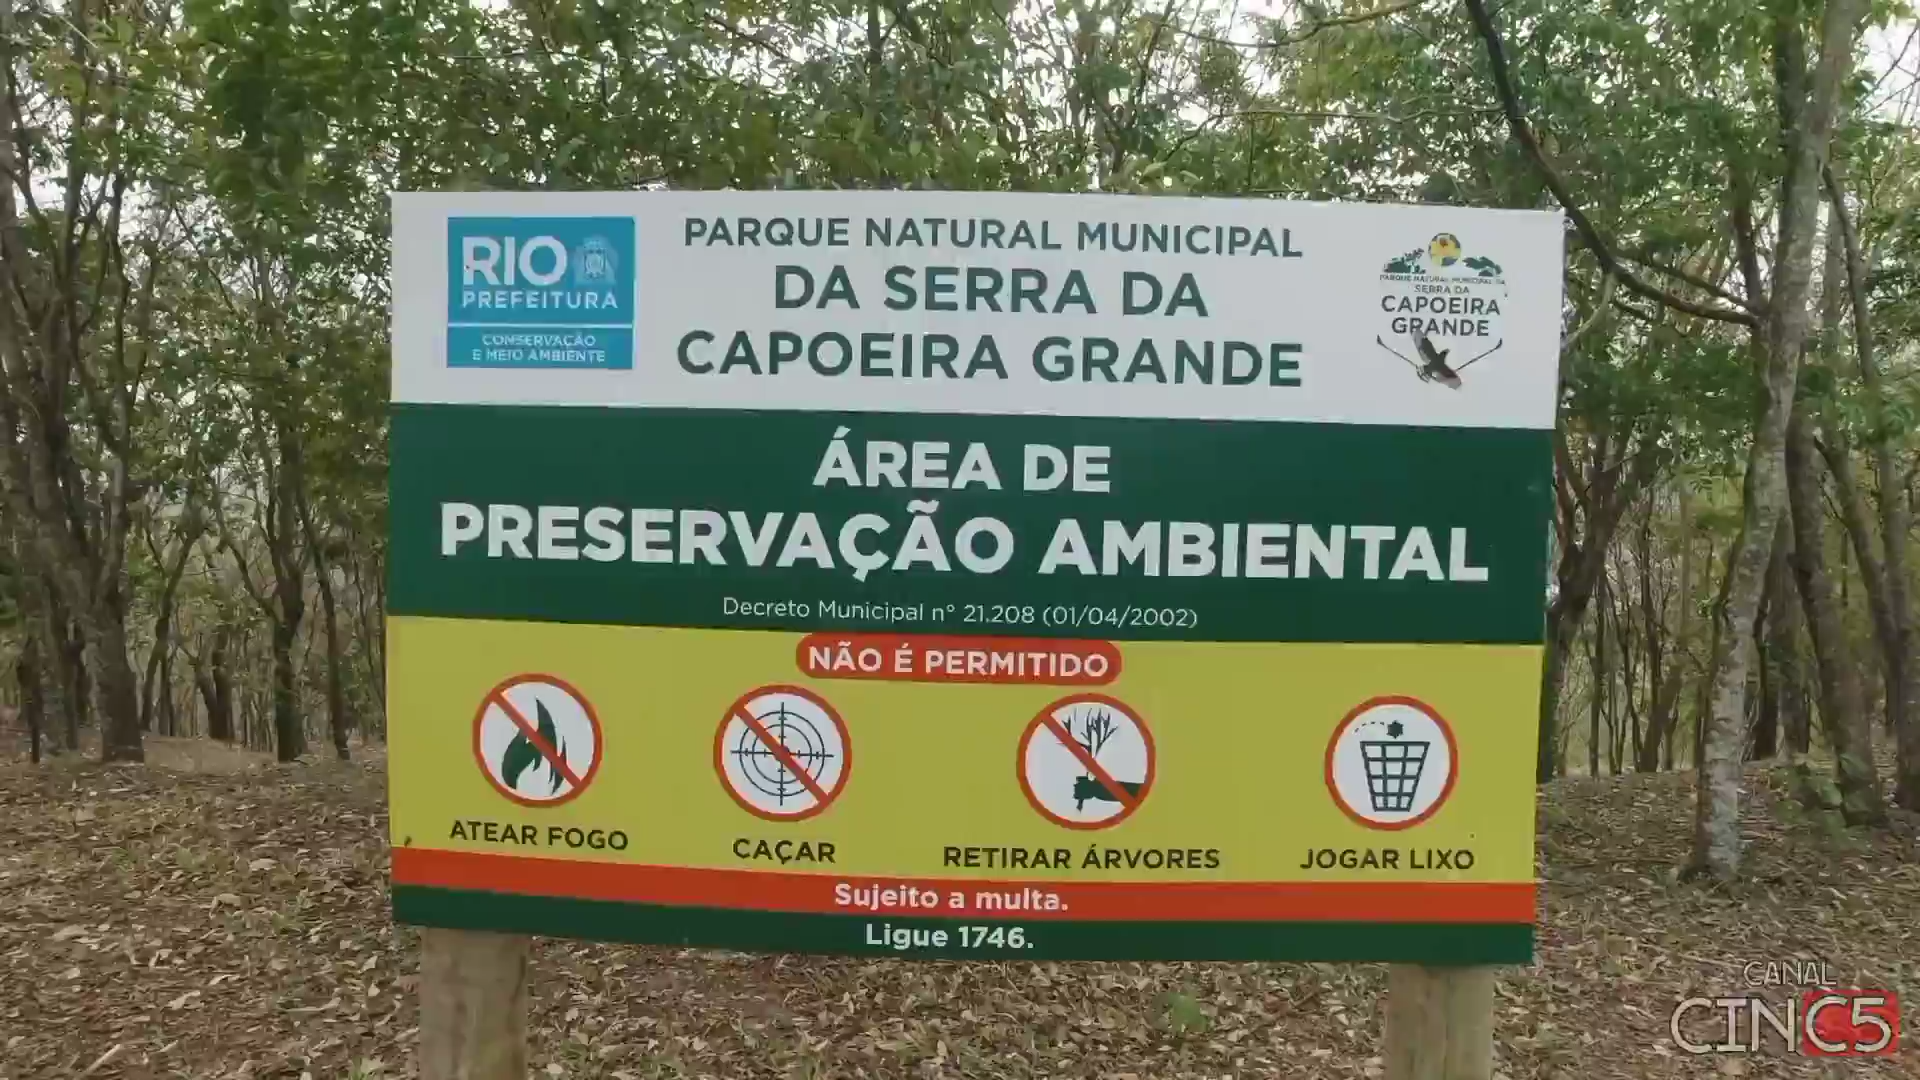 RIO
PREFEITURA
CONSERVAÇÃO
E MEIO AMBIENTE
PARQUE NATURAL MUNICIPAL
DA SERRA DA
CAPOEIRA GRANDE
PARQUE NATURAL MUNICIPAL DA
SERRA DA
CAPOEIRA
GRANDE
ÁREA DE
PRESERVAÇÃO AMBIENTAL
Decreto Municipal n° 21.208 (01/04/2002)
NÃO É PERMITIDO
ATEAR FOGO
CAÇAR
RETIRAR ÁRVORES
JOGAR LIXO
Sujeito a multa.
Ligue 1746.
CANAL
CINC5